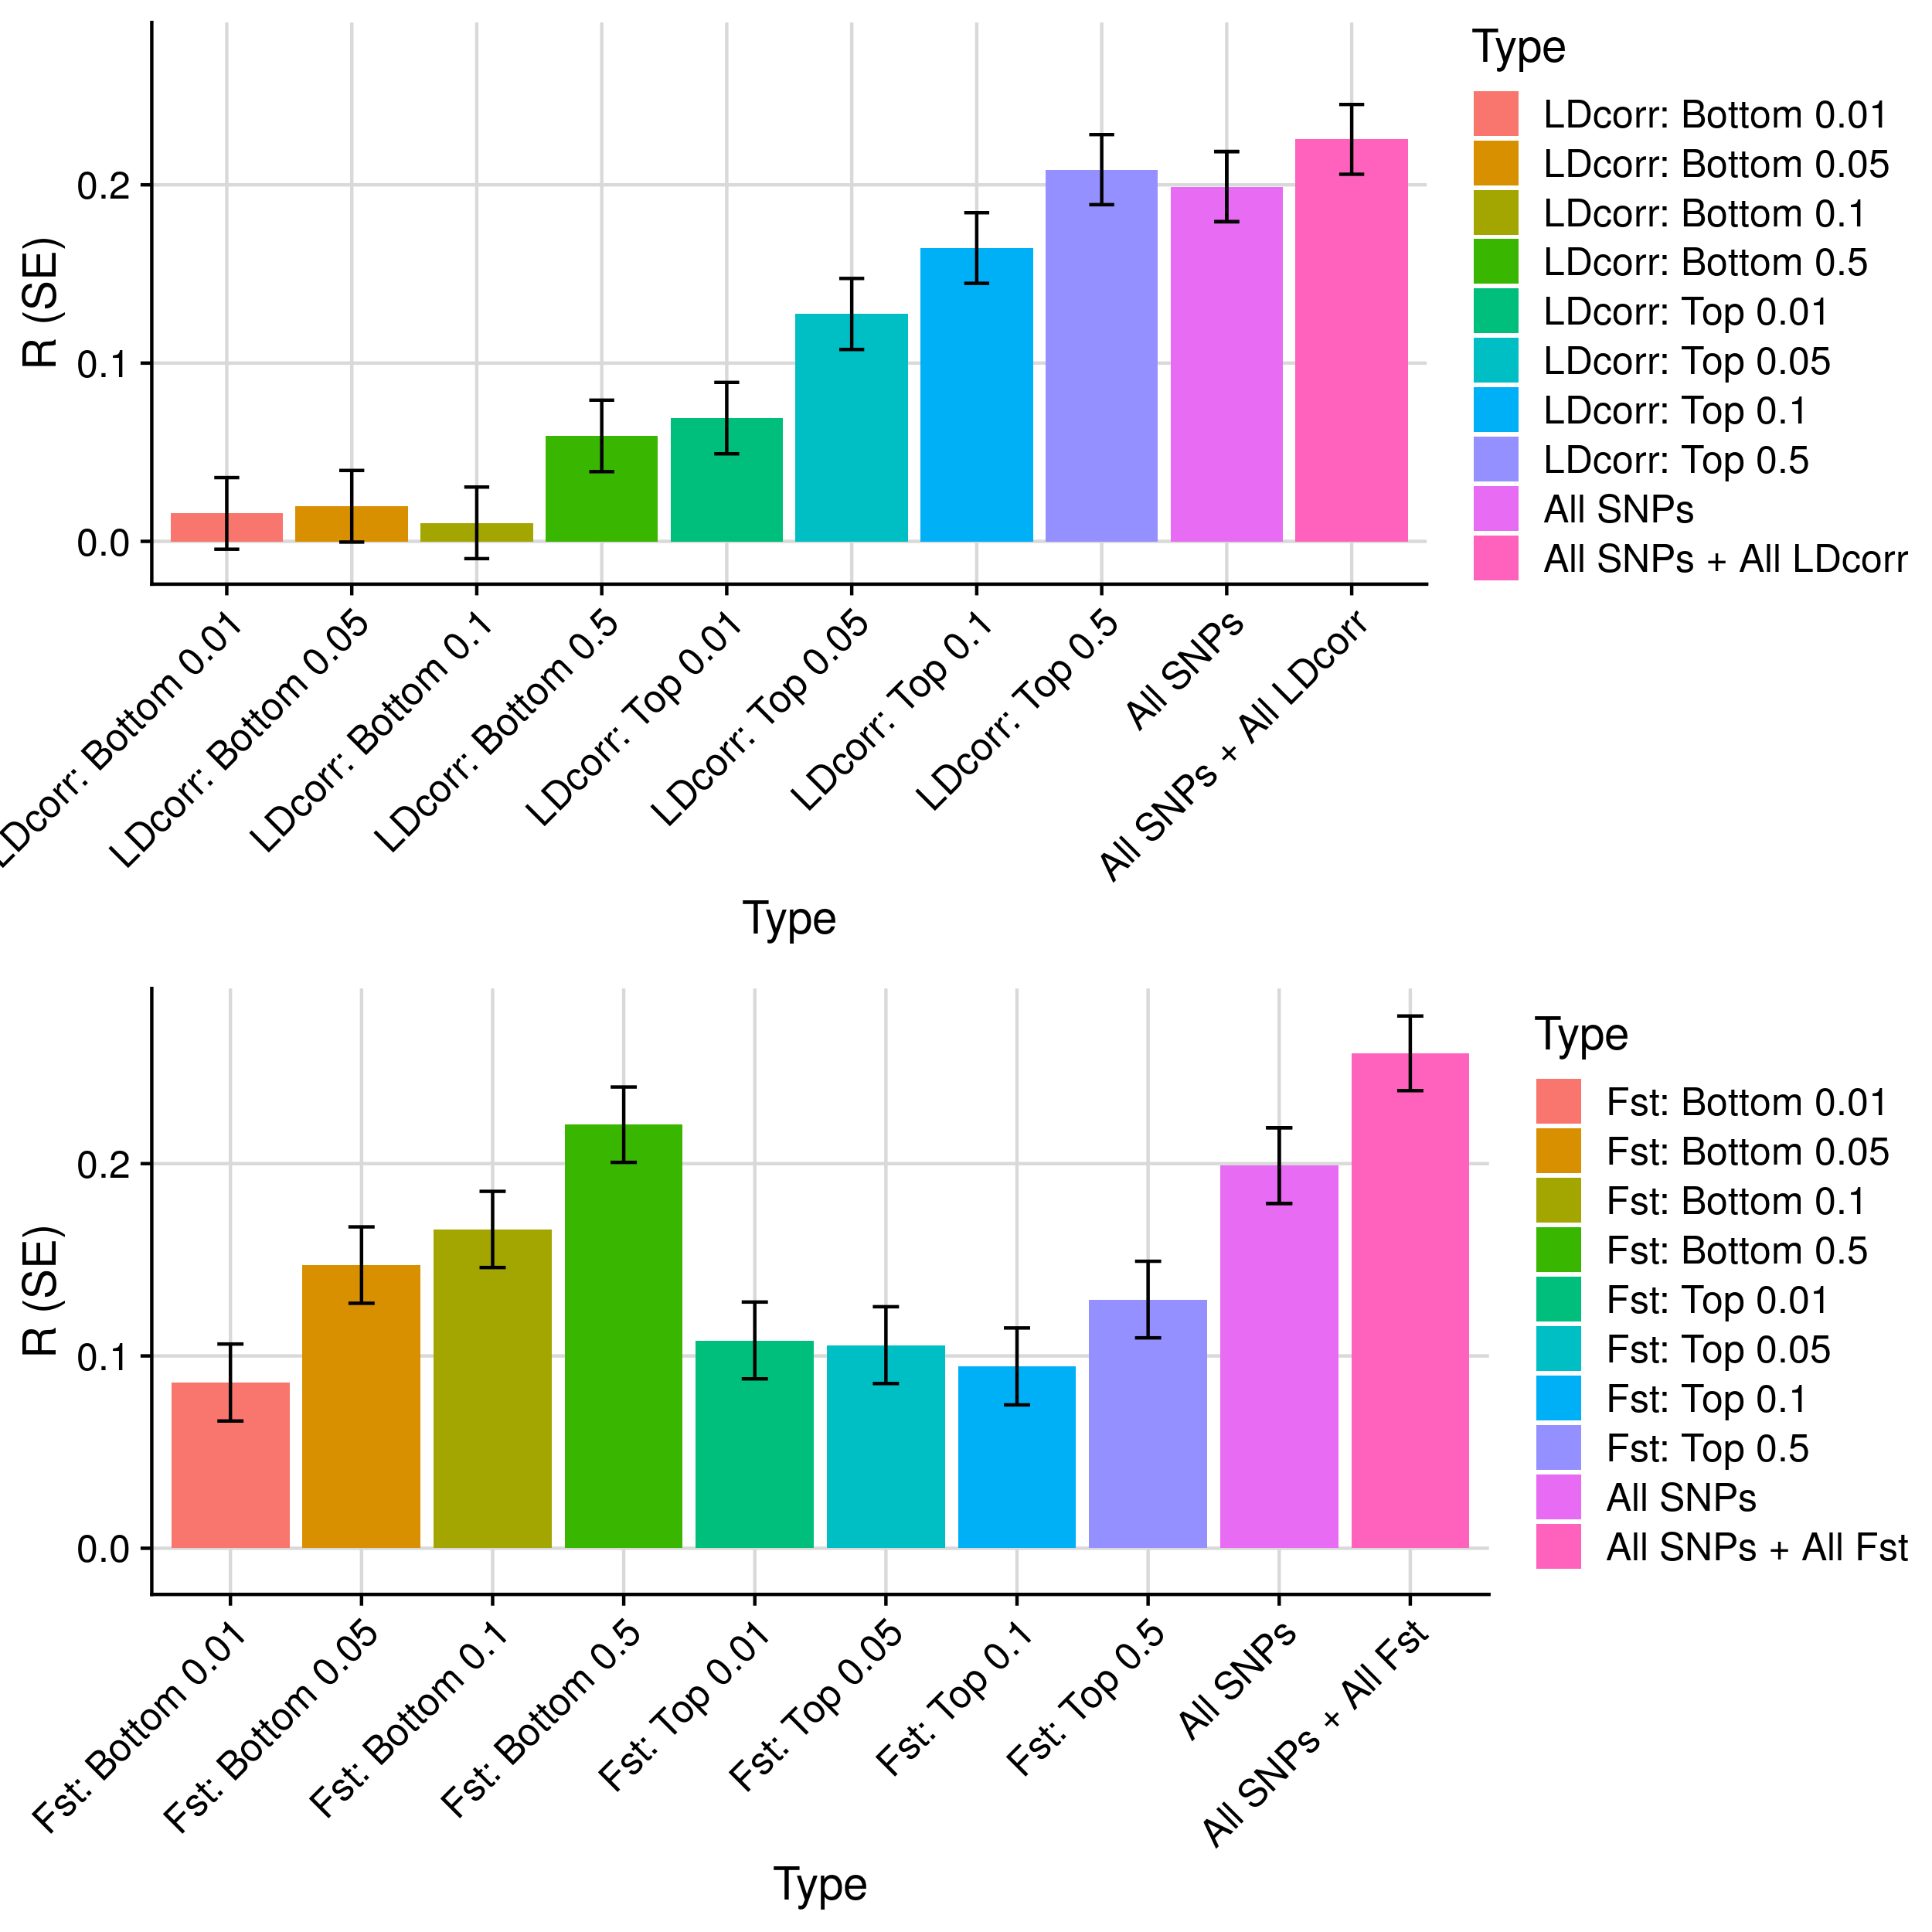 Type
LDcorr: Bottom 0.01
LDcorr: Bottom 0.05
LDcorr: Bottom 0.1
LDcorr: Bottom 0.5
LDcorr: Top 0.01
LDcorr: Top 0.05
LDcorr: Top 0.1
LDcorr: Top 0.5
All SNPs
All SNPs + All LDcorr
R (SE)
0.2
0.1
0.0
LDcorr: Bottom 0.01
LDcorr: Bottom 0.05
LDcorr: Bottom 0.1
LDcorr: Bottom 0.5
LDcorr: Top 0.01
LDcorr: Top 0.05
LDcorr: Top 0.1
LDcorr: Top 0.5
All SNPs
All SNPs + All LDcorr
Type
Type
Fst: Bottom 0.01
Fst: Bottom 0.05
Fst: Bottom 0.1
Fst: Bottom 0.5
Fst: Top 0.01
Fst: Top 0.05
Fst: Top 0.1
Fst: Top 0.5
All SNPs
All SNPs + All Fst
R (SE)
0.2
0.1
0.0
Fst: Bottom 0.01
Fst: Bottom 0.05
Fst: Bottom 0.1
Fst: Bottom 0.5
Fst: Top 0.01
Fst: Top 0.05
Fst: Top 0.1
Fst: Top 0.5
All SNPs
All SNPs + All Fst
Type